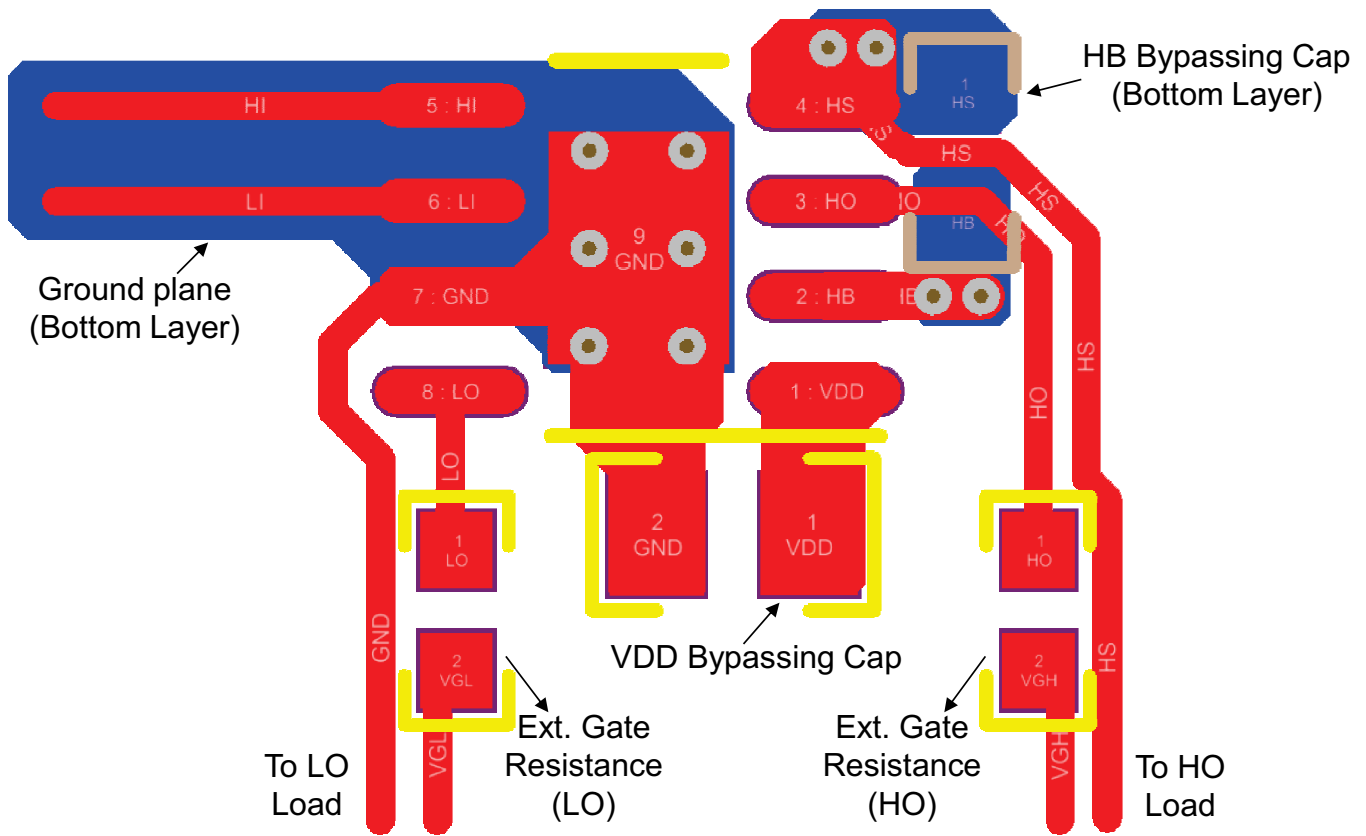 HB Bypassing Cap
(Bottom Layer)
1
HS
HI
5 : HI
4 : HS
HS
HS
HS
LI
6 : LI
3 : HO
HO
HO
HB
9
GND
Ground plane
(Bottom Layer)
7 : GND
2 : HB
HS
8 : LO
1 : VDD
HO
LO
2
GND
1
VDD
1
LO
1
HO
GND
VDD Bypassing Cap
2
VGL
2
VGH
HS
Ext. Gate
Resistance
(LO)
Ext. Gate
Resistance
(HO)
VGL
VGH
To LO
Load
To HO
Load